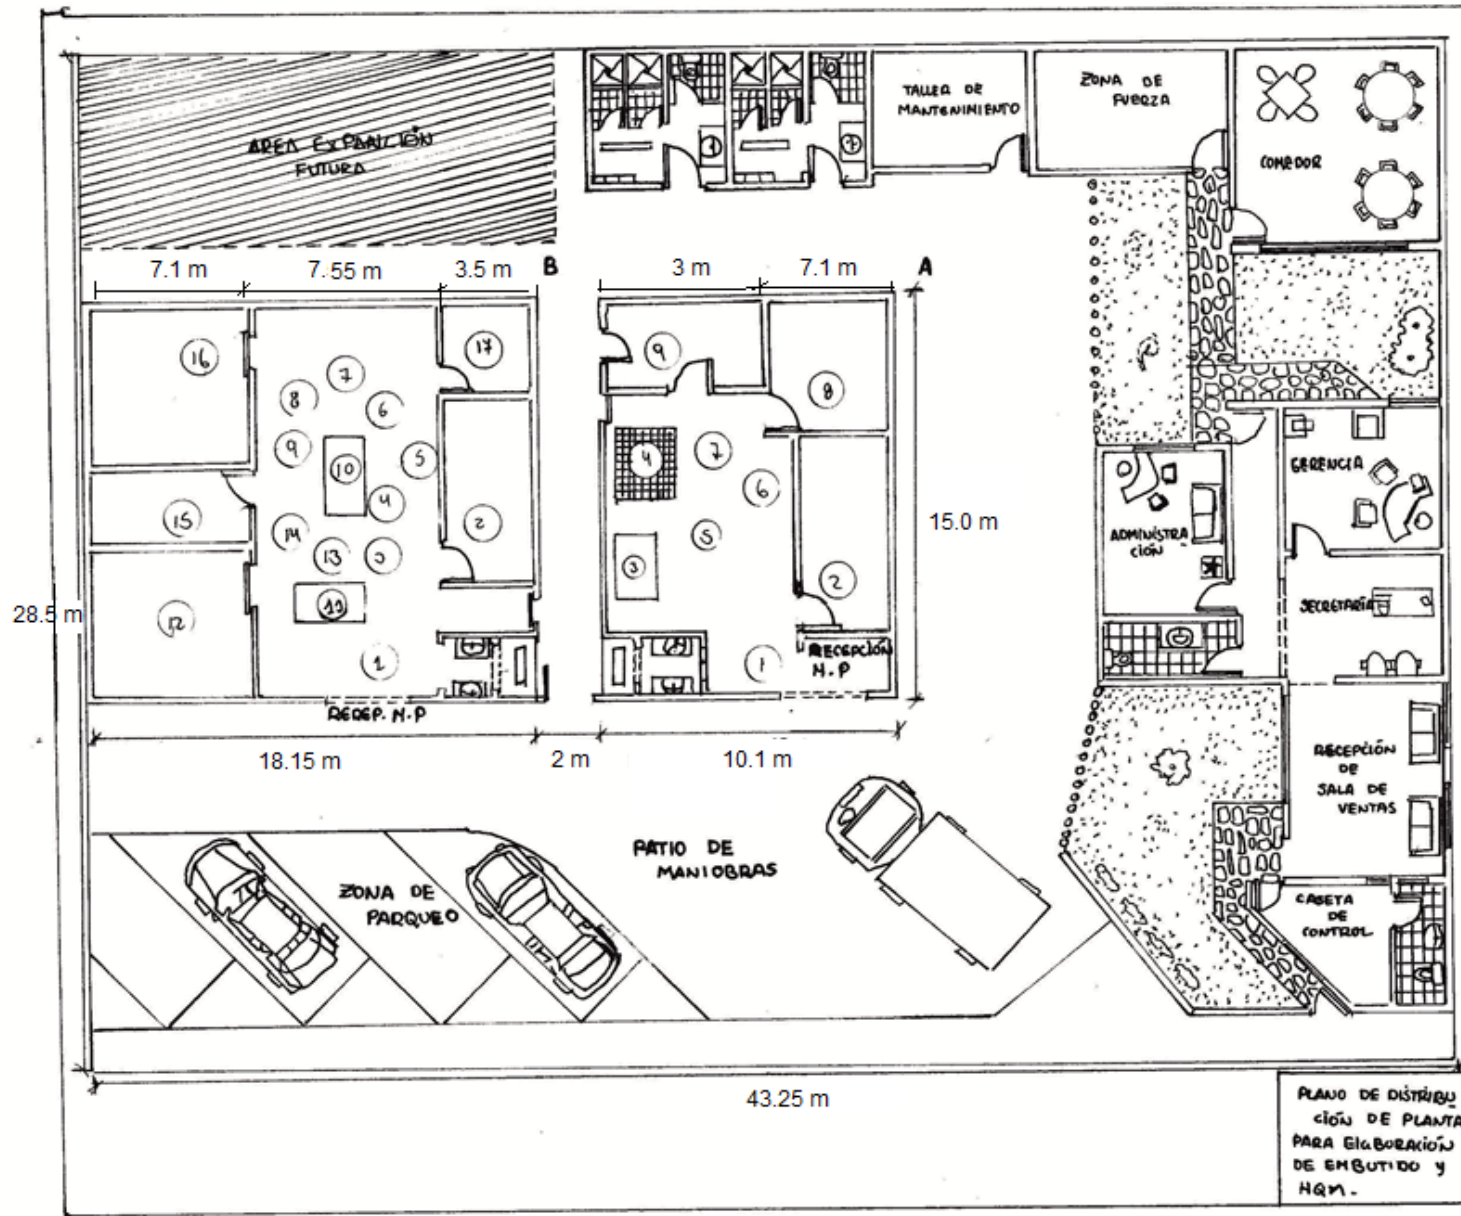 AREA EXPANCIÓN
FUTURA
TALLER DE
MANTENIMIENTO
ZONA DE
FUERZA
COMEDOR
1
7
7.1 m
7.55 m
3.5 m
B
3 m
7.1 m
A
16
7
17
8
6
9
5
10
4
15
2
14
13
3
12
11
1
RECEP. M.P
9
8
4
7
6
5
3
2
1
RECEPCIÓN
M.P
15.0 m
28.5 m
18.15 m
2 m
10.1 m
GERENCIA
ADMINISTRA
CIÓN
SECRETARÍA
RECEPCIÓN
DE
SALA DE
VENTAS
PATIO DE
MANIOBRAS
ZONA DE
PARQUEO
CASETA
DE
CONTROL
43.25 m
PLANO DE DISTRIBU
CIÓN DE PLANTA
PARA ELABORACIÓN
DE EMBUTIDO Y
HQM.